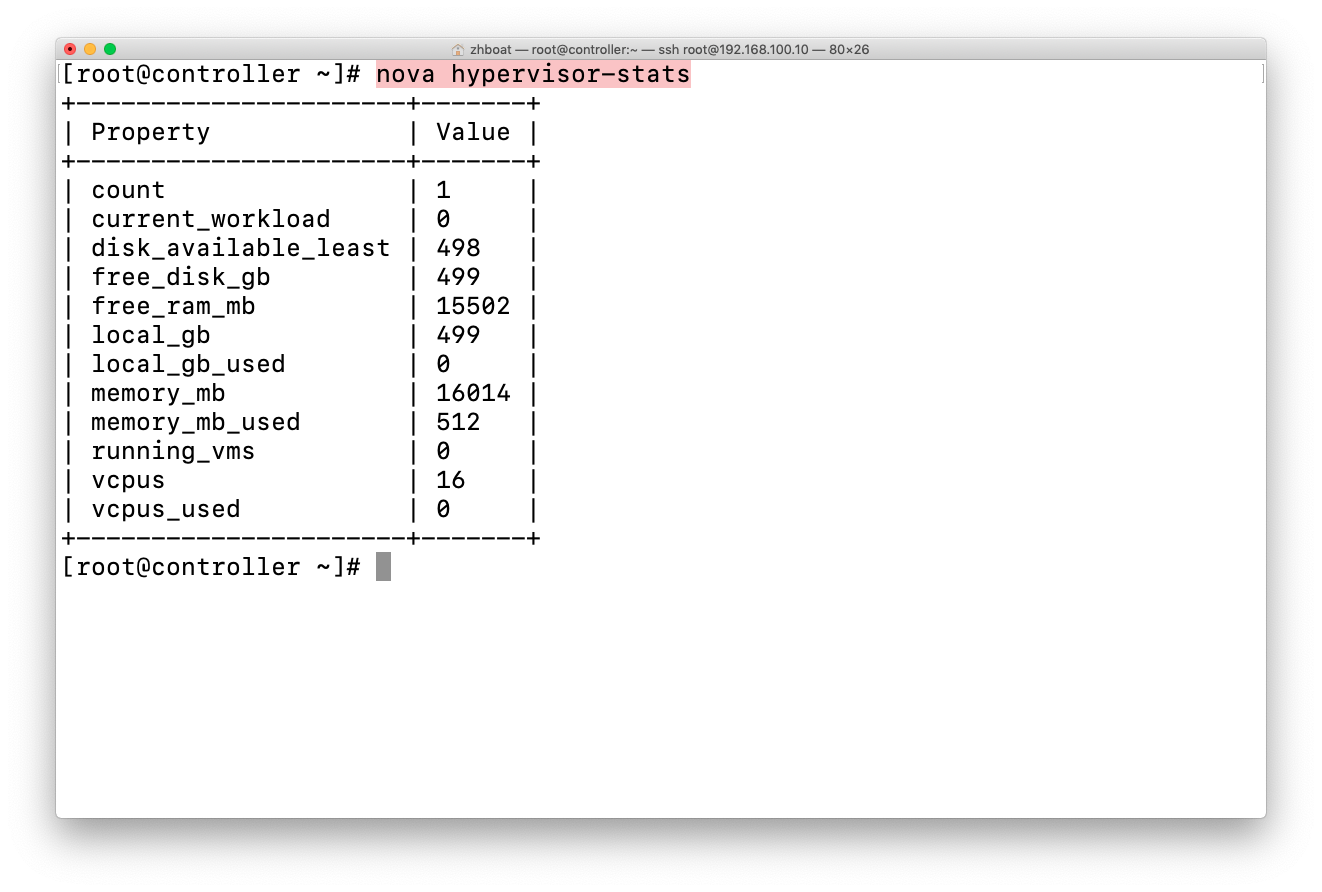 zhboat — root@controller:~ — ssh root@192.168.100.10 — 80×26
[root@controller ~]# nova hypervisor-stats
+----------------------+-------+
| Property             | Value |
+----------------------+-------+
| count                | 1     |
| current_workload     | 0     |
| disk_available_least | 498   |
| free_disk_gb         | 499   |
| free_ram_mb          | 15502 |
| local_gb             | 499   |
| local_gb_used        | 0     |
| memory_mb            | 16014 |
| memory_mb_used       | 512   |
| running_vms          | 0     |
| vcpus                | 16    |
| vcpus_used           | 0     |
+----------------------+-------+
[root@controller ~]#